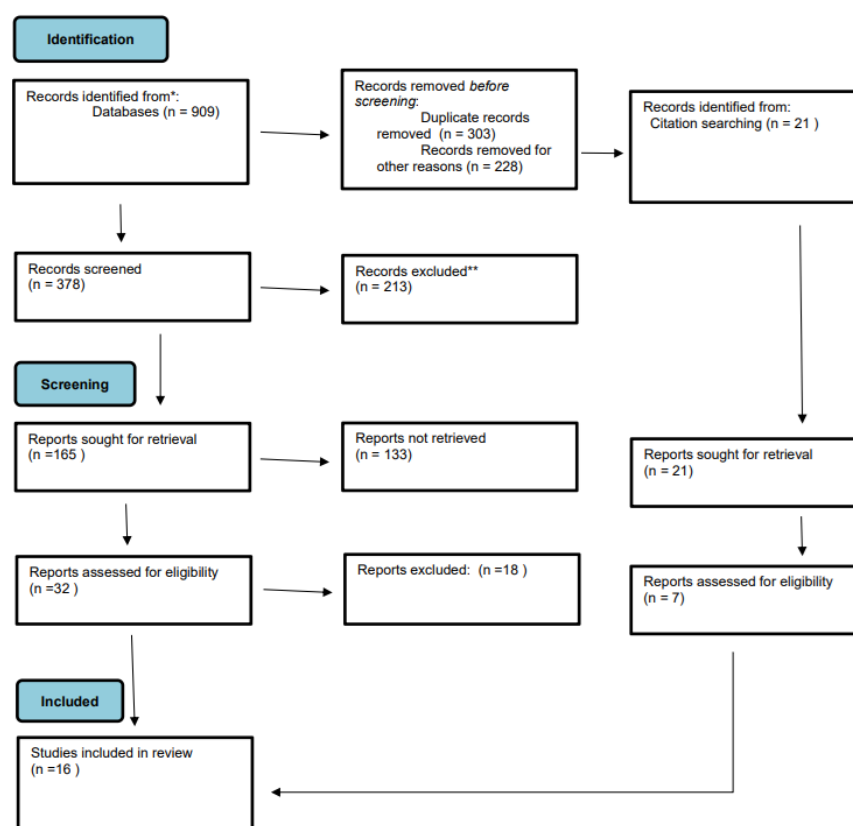 Identification
Records identified from*:
Databases (n = 909)
Records removed before
screening:
Duplicate records
removed (n = 303)
Records removed for
other reasons (n = 228)
Records identified from:
Citation searching (n = 21 )
Records screened
(n = 378)
Records excluded**
(n = 213)
Screening
Reports sought for retrieval
(n =165 )
Reports not retrieved
(n = 133)
Reports sought for retrieval
(n = 21)
Reports assessed for eligibility
(n =32 )
Reports excluded: (n =18 )
Reports assessed for eligibility
(n = 7)
Included
Studies included in review
(n =16 )